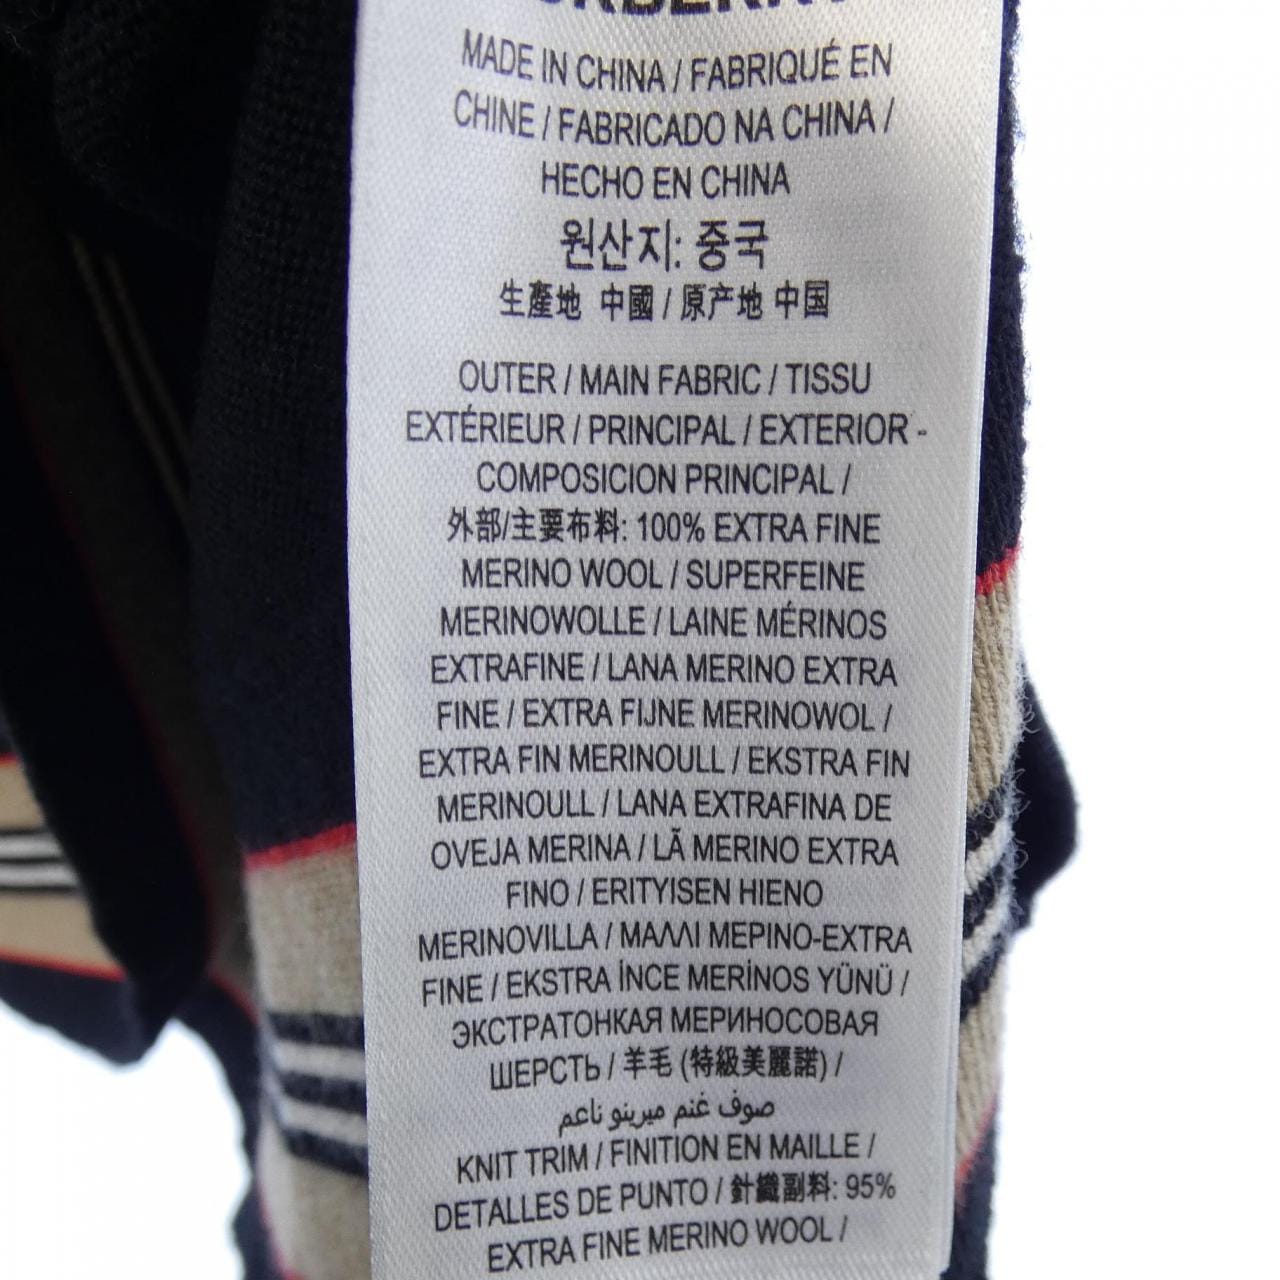 MADE IN CHINA / FABRIQUÉ EN
CHINE / FABRICADO NA CHINA /
HECHO EN CHINA
원산지: 중국
生產地 中國 / 原产地 中国
OUTER / MAIN FABRIC / TISSU
EXTÉRIEUR / PRINCIPAL / EXTERIOR -
COMPOSICION PRINCIPAL /
外部/主要布料: 100% EXTRA FINE
MERINO WOOL / SUPERFEINE
MERINOWOLLE / LAINE MÉRINOS
EXTRAFINE / LANA MERINO EXTRA
FINE / EXTRA FIJNE MERINOWOL /
EXTRA FIN MERINOULL / EKSTRA FIN
MERINOULL / LANA EXTRAFINA DE
OVEJA MERINA / LÃ MERINO EXTRA
FINO / ERITYISEN HIENO
MERINOVILLA / ΜΑΛΛΙ ΜΕΡΙΝΟ-EXTRA
FINE / EKSTRA İNCE MERİNOS YÜNÜ /
ЭКСТРАТОНКАЯ МЕРИНОСОВАЯ
ШЕРСТЬ / 羊毛 (特級美麗諾) /
صوف غنم ميرينو ناعم
KNIT TRIM / FINITION EN MAILLE /
DETALLES DE PUNTO / 針織副料: 95%
EXTRA FINE MERINO WOOL /